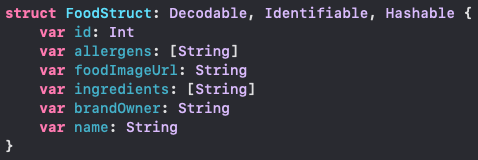 struct FoodStruct: Decodable, Identifiable, Hashable {
    var id: Int
    var allergens: [String]
    var foodImageUrl: String
    var ingredients: [String]
    var brandOwner: String
    var name: String
}